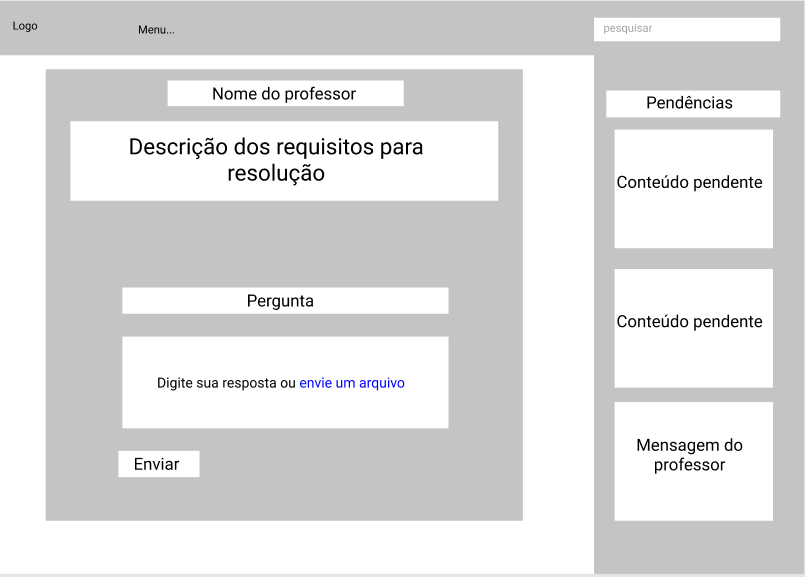 Logo
Menu...
pesquisar
Nome do professor
Descrição dos requisitos para
resolução
Pergunta
Digite sua resposta ou envie um arquivo
Enviar
Pendências
Conteúdo pendente
Conteúdo pendente
Mensagem do
professor